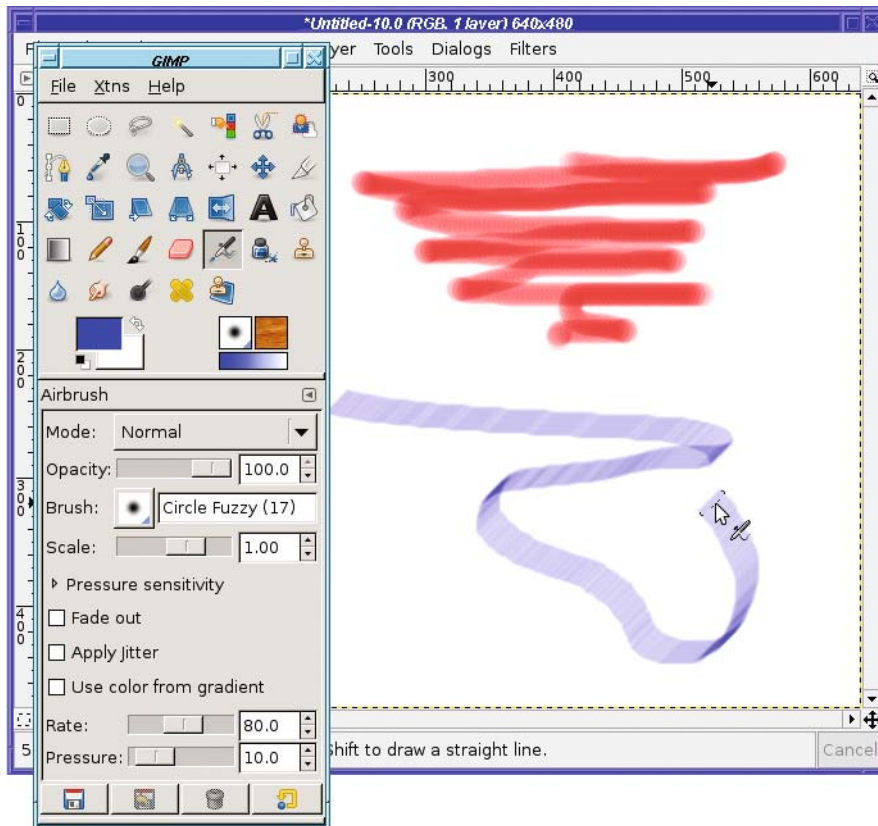 *Untitled-10.0 (RGB, 1 layer) 640x480
GIMP
yer Tools Dialogs Filters
File Xtns Help
300 400 500 600
0
100
200
300
400
Airbrush
Mode: Normal
Opacity: 100.0
Brush: Circle Fuzzy (17)
Scale: 1.00
Pressure sensitivity
Fade out
Apply Jitter
Use color from gradient
Rate: 80.0
Pressure: 10.0
5
Shift to draw a straight line.
Cancel